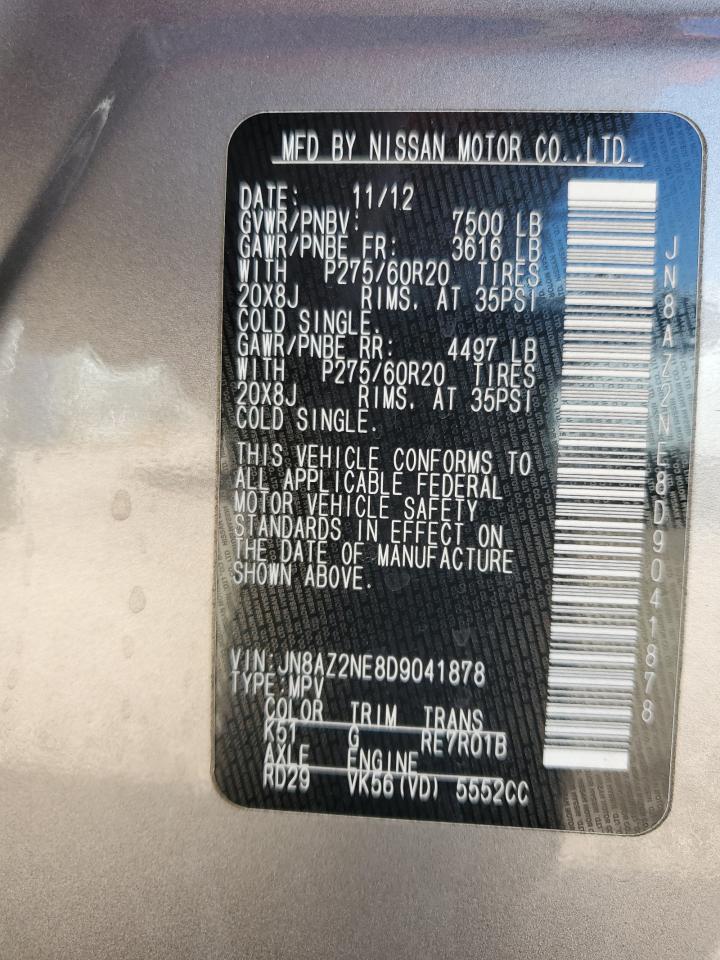 MFD BY NISSAN MOTOR CO.,LTD.
DATE: 11/12
GVWR/PNBV: 7500 LB
GAWR/PNBE FR: 3616 LB
WITH P275/60R20 TIRES
20X8J RIMS. AT 35PSI
COLD SINGLE.
GAWR/PNBE RR: 4497 LB
WITH P275/60R20 TIRES
20X8J RIMS. AT 35PSI
COLD SINGLE.
THIS VEHICLE CONFORMS TO
ALL APPLICABLE FEDERAL
MOTOR VEHICLE SAFETY
STANDARDS IN EFFECT ON
THE DATE OF MANUFACTURE
SHOWN ABOVE.
VIN:JN8AZ2NE8D9041878
TYPE:MPV
COLOR TRIM TRANS
K51 G RE7R01B
AXLE ENGINE
RD29 VK56(VD) 5552CC
JN8AZ2NE8D9041878